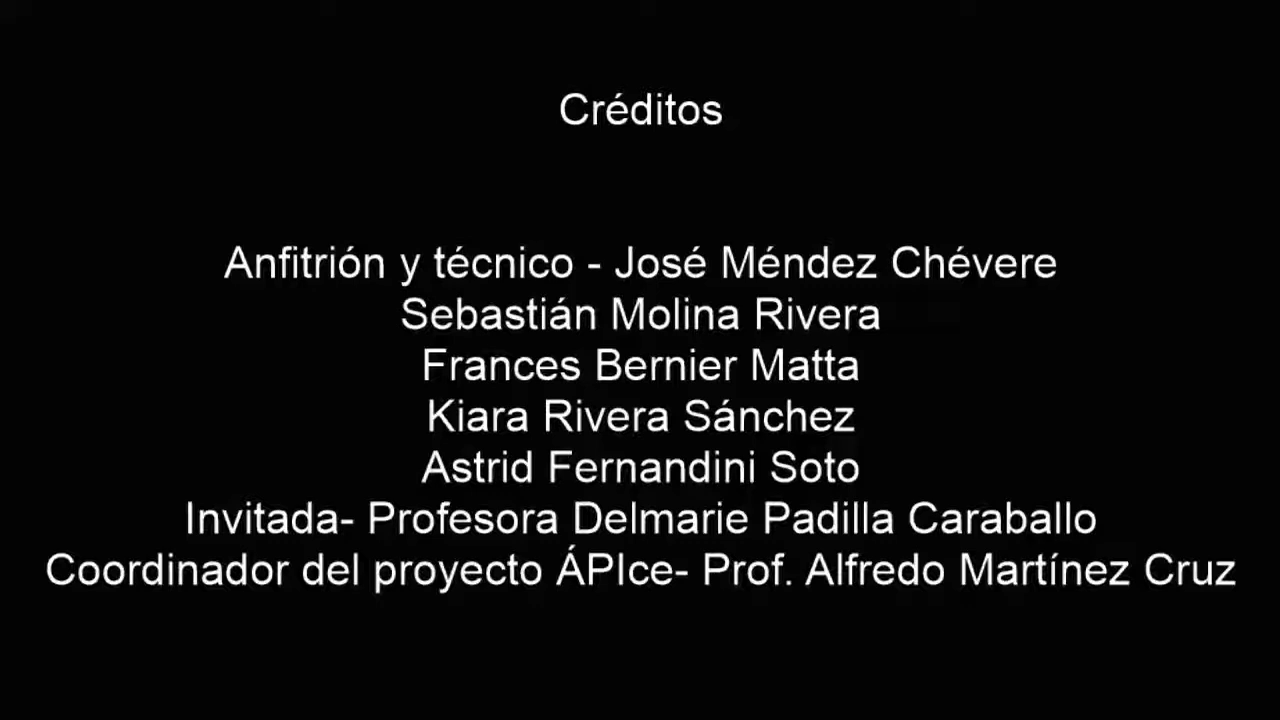 Créditos
Anfitrión y técnico - José Méndez Chévere
Sebastián Molina Rivera
Frances Bernier Matta
Kiara Rivera Sánchez
Astrid Fernandini Soto
Invitada- Profesora Delmarie Padilla Caraballo
Coordinador del proyecto ÁPIce- Prof. Alfredo Martínez Cruz